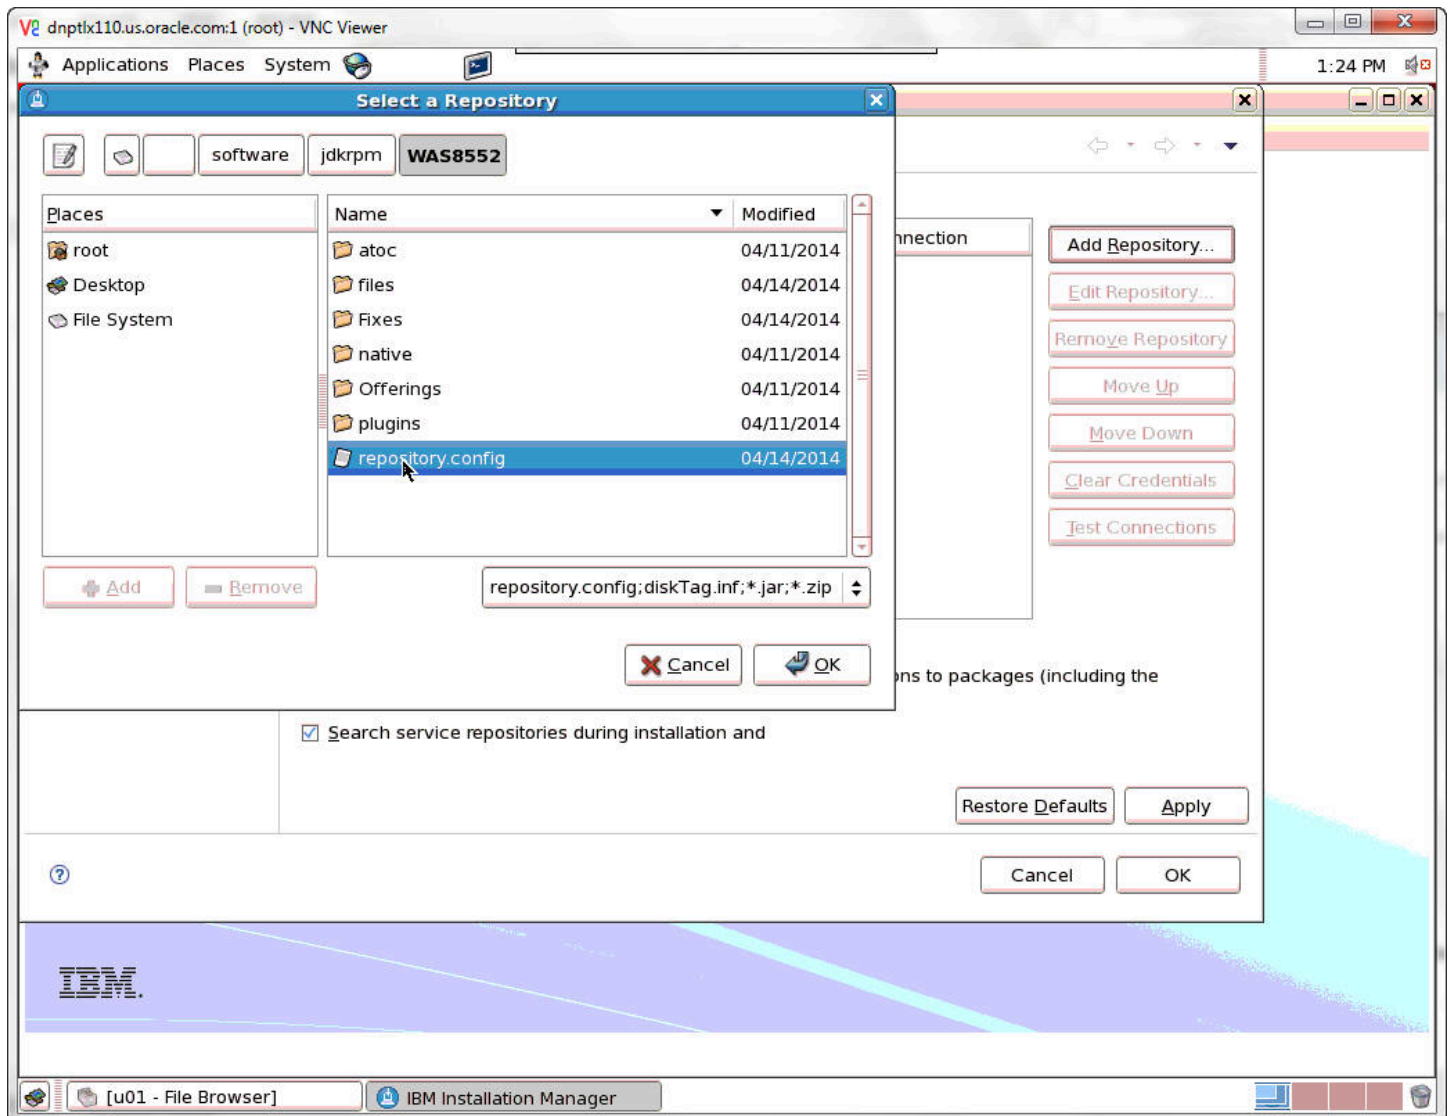 dnptlx110.us.oracle.com:1 (root) - VNC Viewer
Applications Places System 1:24 PM
Select a Repository
software jdkrpm WAS8552
Places Name Modified
root atoc 04/11/2014
Desktop files 04/14/2014
File System Fixes 04/14/2014
native 04/11/2014
Offerings 04/11/2014
plugins 04/11/2014
repository.config 04/14/2014
Add Remove repository.config;diskTag.inf;*.jar;*.zip
Cancel OK
nnection
Add Repository...
Edit Repository...
Remove Repository
Move Up
Move Down
Clear Credentials
Test Connections
ons to packages (including the
Search service repositories during installation and
Restore Defaults Apply
Cancel OK
IBM.
[u01 - File Browser] IBM Installation Manager